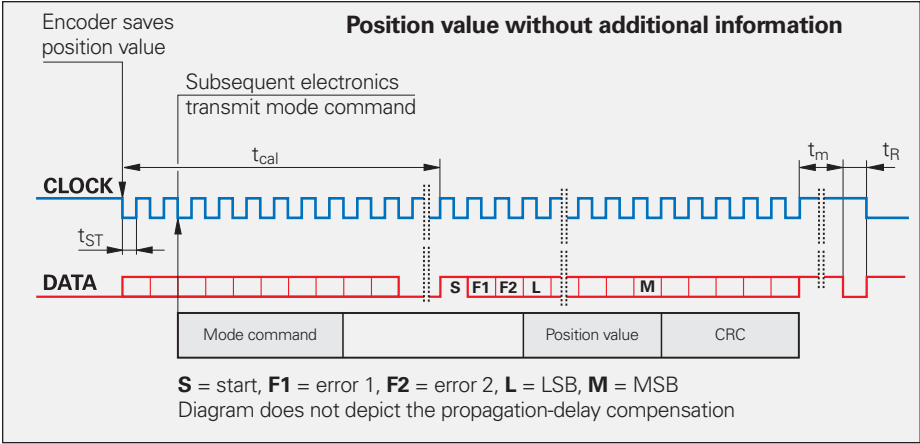 Encoder saves
position value
Position value without additional information
Subsequent electronics
transmit mode command
tcal
tm
tR
CLOCK
tST
DATA
S F1 F2 L M
Mode command Position value CRC
S = start, F1 = error 1, F2 = error 2, L = LSB, M = MSB
Diagram does not depict the propagation-delay compensation